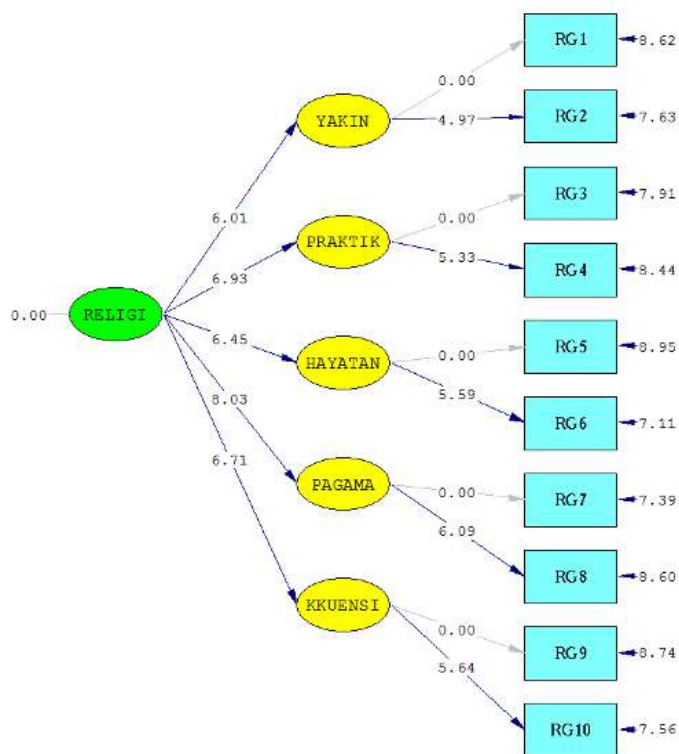 RG1
8.62
0.00
YAKIN
4.97
RG2
7.63
6.01
RG3
7.91
0.00
PRAKTIK
5.33
RG4
8.44
6.93
0.00
RELIGI
6.45
RG5
8.95
0.00
HAYATAN
5.59
RG6
7.11
8.03
6.71
PAGAMA
0.00
RG7
7.39
6.09
RG8
8.60
KKUENSI
0.00
RG9
8.74
5.64
RG10
7.56